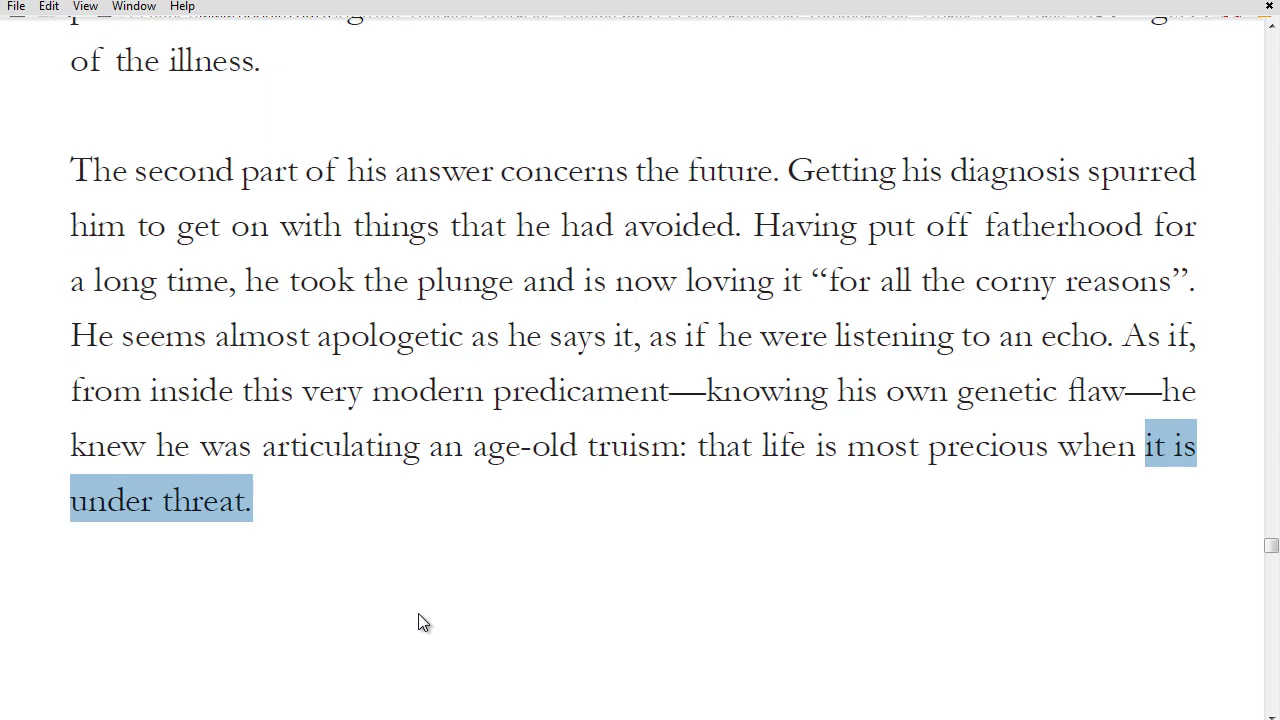 File Edit View Window Help
of the illness.
The second part of his answer concerns the future. Getting his diagnosis spurred
him to get on with things that he had avoided. Having put off fatherhood for
a long time, he took the plunge and is now loving it “for all the corny reasons”.
He seems almost apologetic as he says it, as if he were listening to an echo. As if,
from inside this very modern predicament—knowing his own genetic flaw—he
knew he was articulating an age-old truism: that life is most precious when it is
under threat.